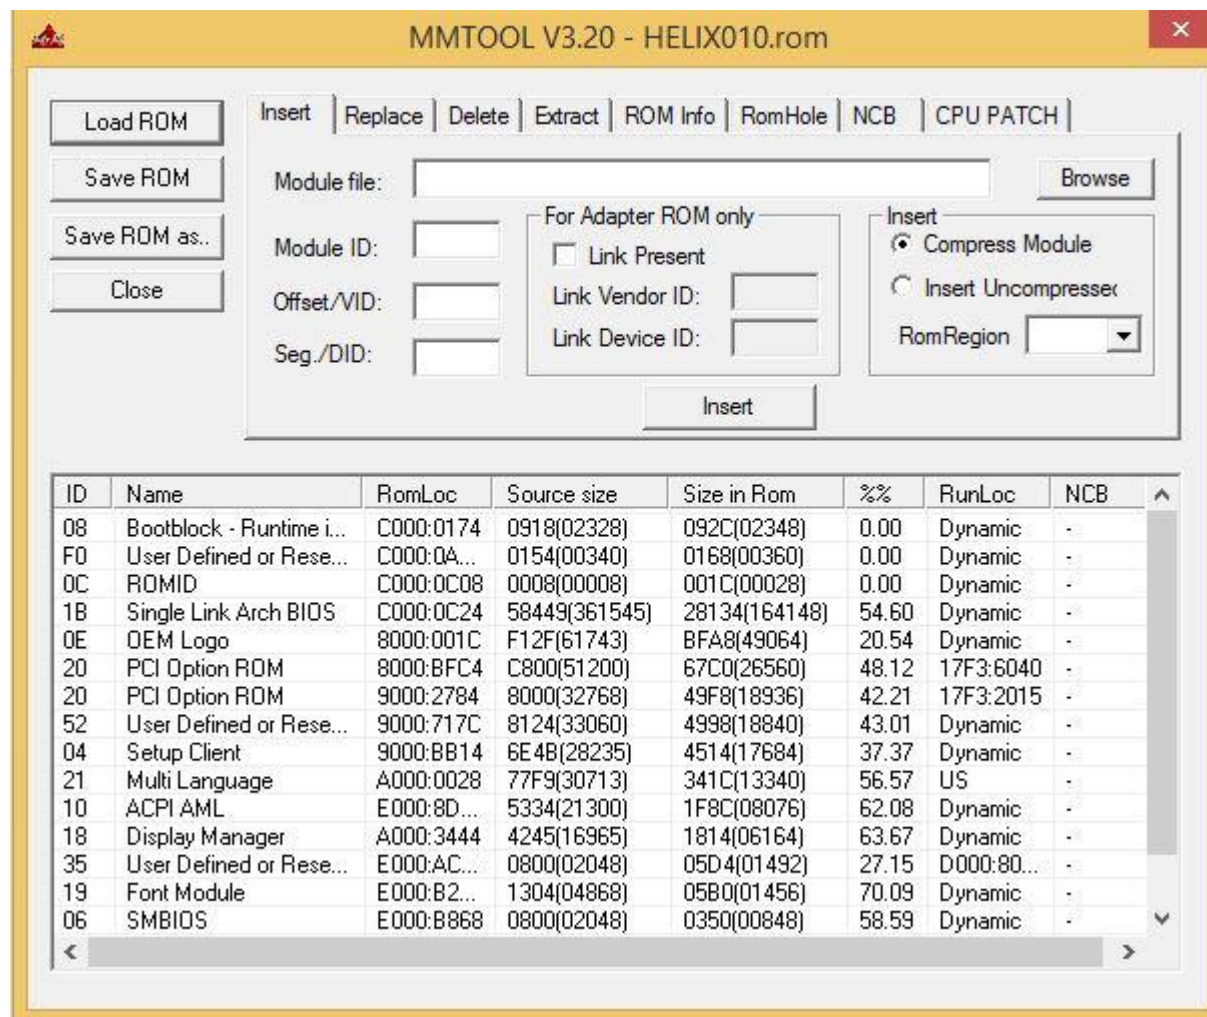 MMTOOL V3.20 - HELIX010.rom
Load ROM
Save ROM
Save ROM as..
Close
Insert Replace Delete Extract ROM Info RomHole NCB CPU PATCH
Module file: Browse
Module ID:
Offset/VID:
Seg./DID:
For Adapter ROM only
Link Present
Link Vendor ID:
Link Device ID:
Insert
Compress Module
Insert Uncompressed
RomRegion
Insert
ID Name RomLoc Source size Size in Rom %% RunLoc NCB
08 Bootblock - Runtime i... C000:0174 0918(02328) 092C(02348) 0.00 Dynamic -
F0 User Defined or Rese... C000:0A... 0154(00340) 0168(00360) 0.00 Dynamic -
0C ROMID C000:0C08 0008(00008) 001C(00028) 0.00 Dynamic -
1B Single Link Arch BIOS C000:0C24 58449(361545) 28134(164148) 54.60 Dynamic -
0E OEM Logo 8000:001C F12F(61743) BFA8(49064) 20.54 Dynamic -
20 PCI Option ROM 8000:BFC4 C800(51200) 67C0(26560) 48.12 17F3:6040 -
20 PCI Option ROM 9000:2784 8000(32768) 49F8(18936) 42.21 17F3:2015 -
52 User Defined or Rese... 9000:717C 8124(33060) 4998(18840) 43.01 Dynamic -
04 Setup Client 9000:BB14 6E4B(28235) 4514(17684) 37.37 Dynamic -
21 Multi Language A000:0028 77F9(30713) 341C(13340) 56.57 US -
10 ACPI AML E000:8D... 5334(21300) 1F8C(08076) 62.08 Dynamic -
18 Display Manager A000:3444 4245(16965) 1814(06164) 63.67 Dynamic -
35 User Defined or Rese... E000:AC... 0800(02048) 05D4(01492) 27.15 D000:80... -
19 Font Module E000:B2... 1304(04868) 05B0(01456) 70.09 Dynamic -
06 SMBIOS E000:B868 0800(02048) 0350(00848) 58.59 Dynamic -